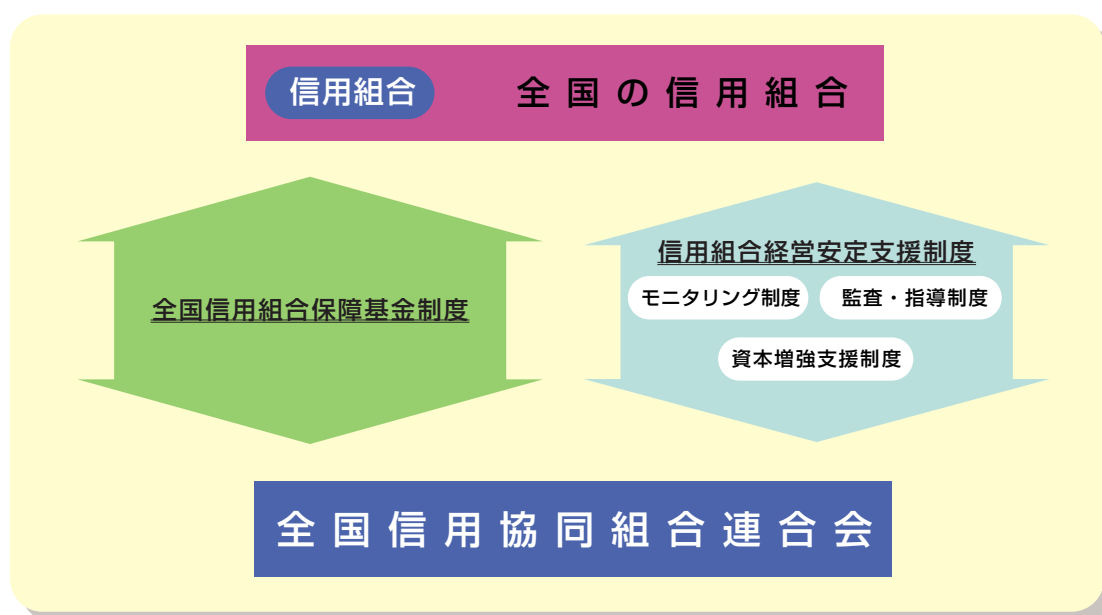 信用組合
全国の信用組合
全国信用組合保障基金制度
信用組合経営安定支援制度
モニタリング制度
監査・指導制度
資本増強支援制度
全国信用協同組合連合会